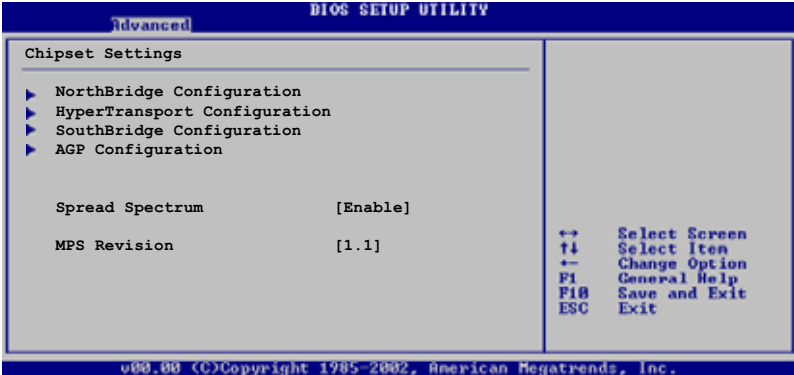 BIOS SETUP UTILITY
Advanced
Chipset Settings
NorthBridge Configuration
HyperTransport Configuration
SouthBridge Configuration
AGP Configuration
Spread Spectrum [Enable]
MPS Revision [1.1]
↔ Select Screen
↑↓ Select Item
+- Change Option
F1 General Help
F10 Save and Exit
ESC Exit
v00.00 (C)Copyright 1985-2002, American Megatrends, Inc.